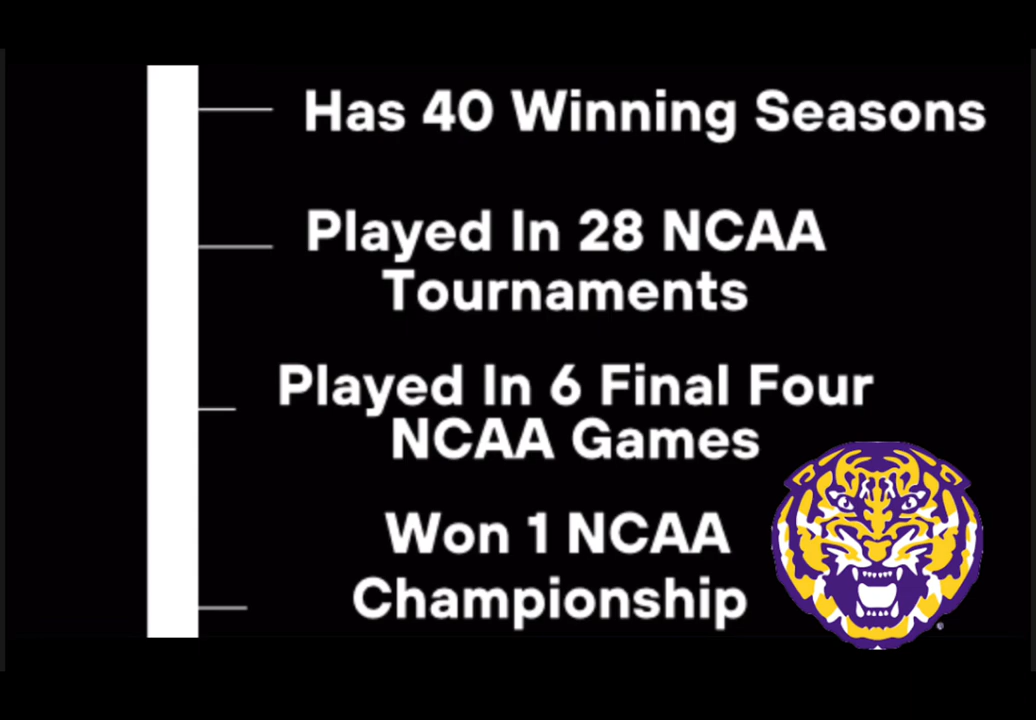 Has 40 Winning Seasons
Played In 28 NCAA
Tournaments
Played In 6 Final Four
NCAA Games
Won 1 NCAA
Championship